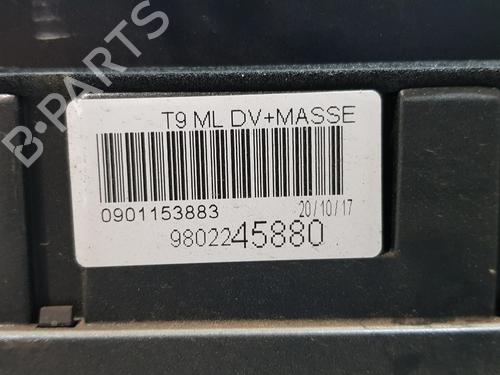 B-PARTS
T9 ML DV+MASSE
0901153883
20/10/17
9802245880